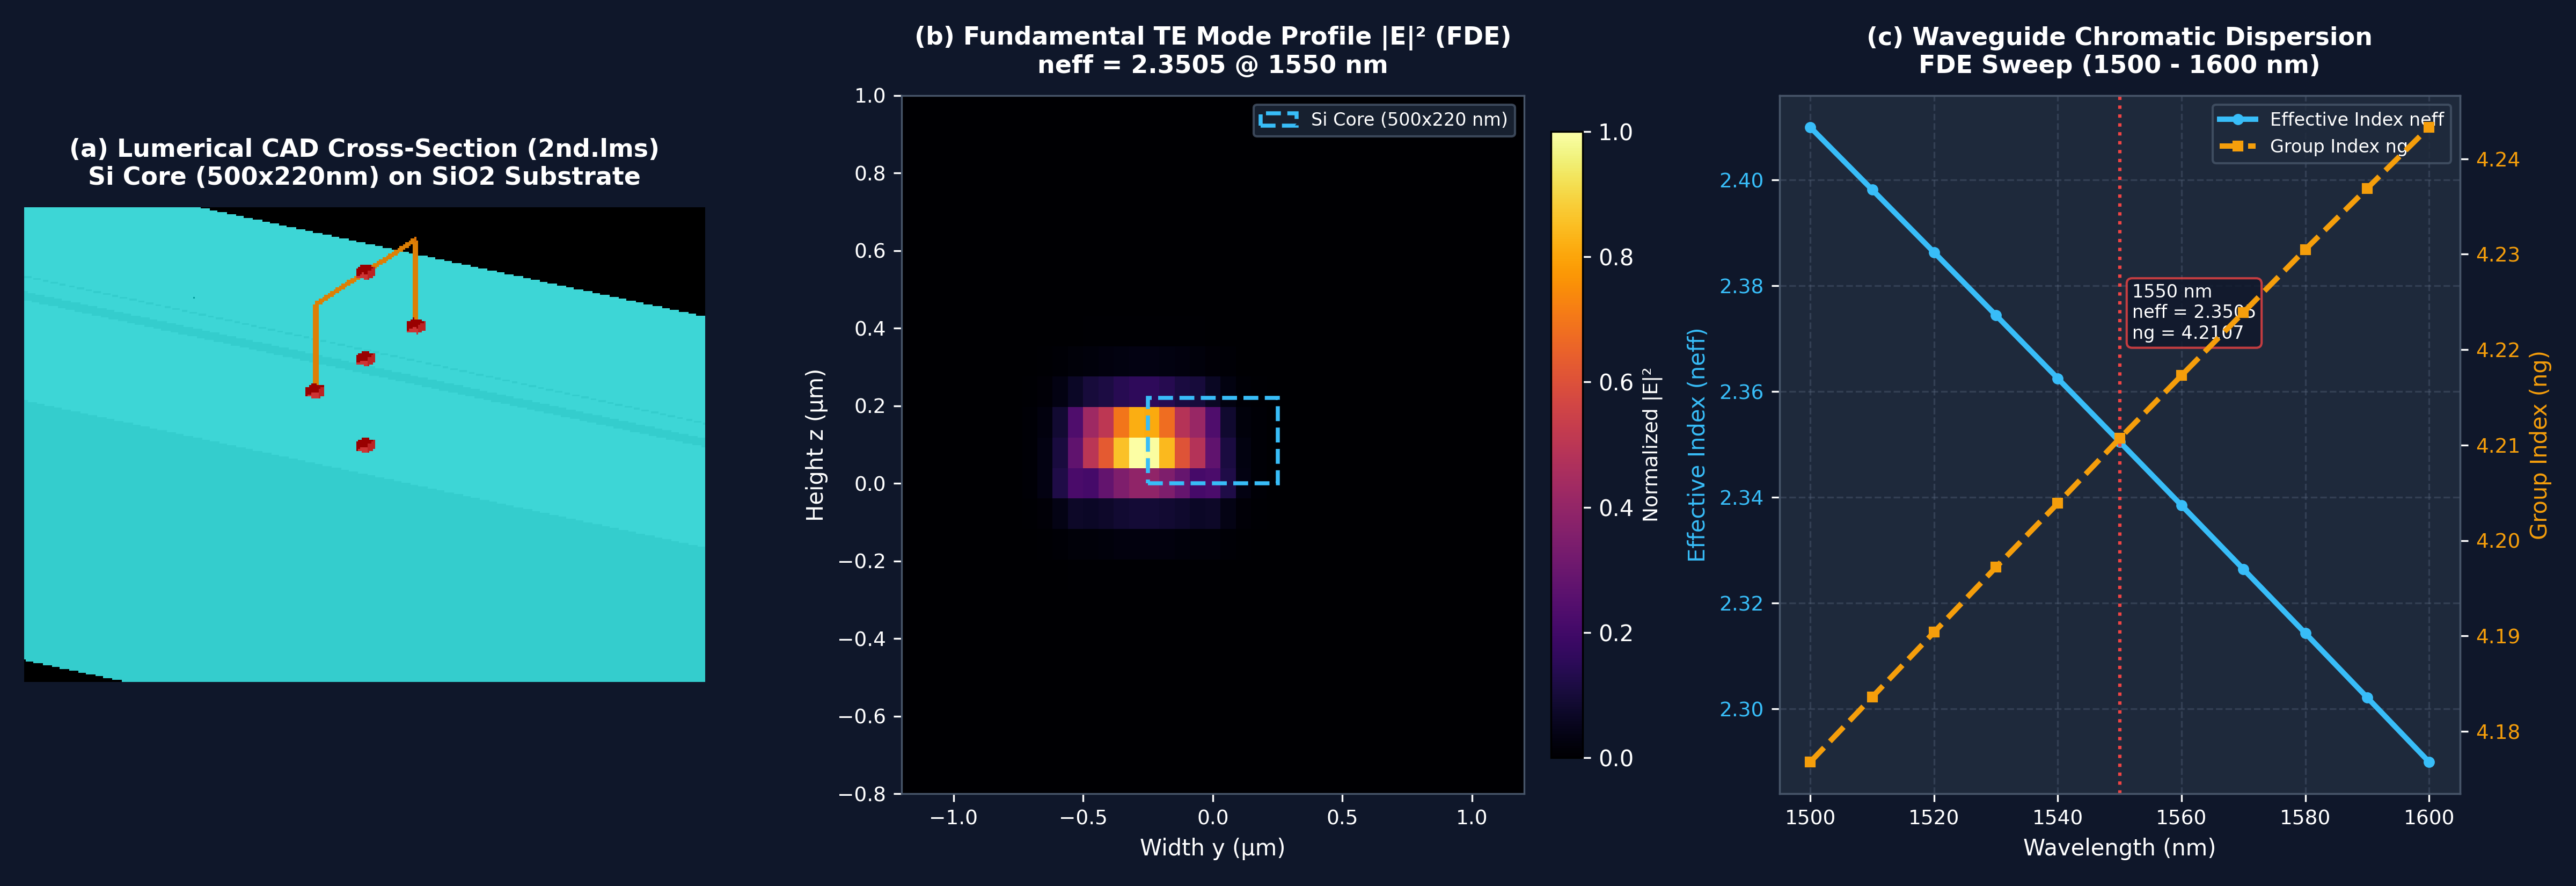 (a) Lumerical CAD Cross-Section (2nd.lms)
Si Core (500x220nm) on SiO2 Substrate
(b) Fundamental TE Mode Profile |E|² (FDE)
neff = 2.3505 @ 1550 nm
Si Core (500x220 nm)
Height z (μm)
1.0
0.8
0.6
0.4
0.2
0.0
−0.2
−0.4
−0.6
−0.8
−1.0
−0.5
0.0
0.5
1.0
Width y (μm)
1.0
0.8
0.6
0.4
0.2
0.0
Normalized |E|²
(c) Waveguide Chromatic Dispersion
FDE Sweep (1500 - 1600 nm)
Effective Index neff
Group Index ng
Effective Index (neff)
2.40
2.38
2.36
2.34
2.32
2.30
1550 nm
neff = 2.3505
ng = 4.2107
4.24
4.23
4.22
4.21
4.20
4.19
4.18
Group Index (ng)
1500
1520
1540
1560
1580
1600
Wavelength (nm)